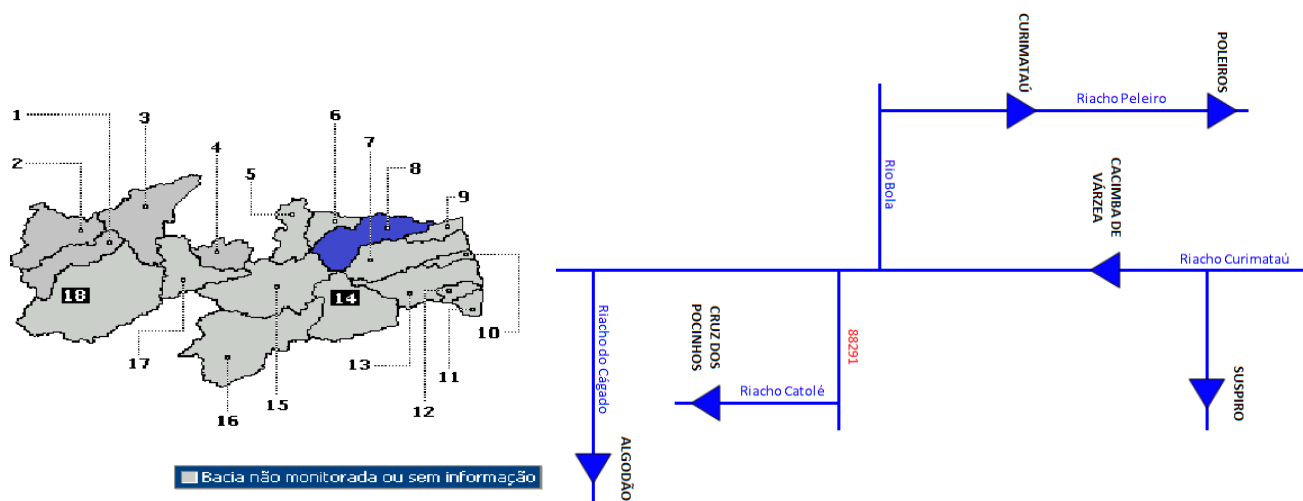 1
2
3
4
5
6
7
8
9
18
14
17
16
15
13
12
11
10
Bacia não monitorada ou sem informação
CURIMATAÚ
POLEIROS
Riacho Peleiro
Rio Bola
CACIMBA DE
VÁRZEA
Riacho Curimataú
Riacho do Cágado
CRUZ DOS
POCINHOS
88291
Riacho Catolé
SUSPIRO
ALGODÃO